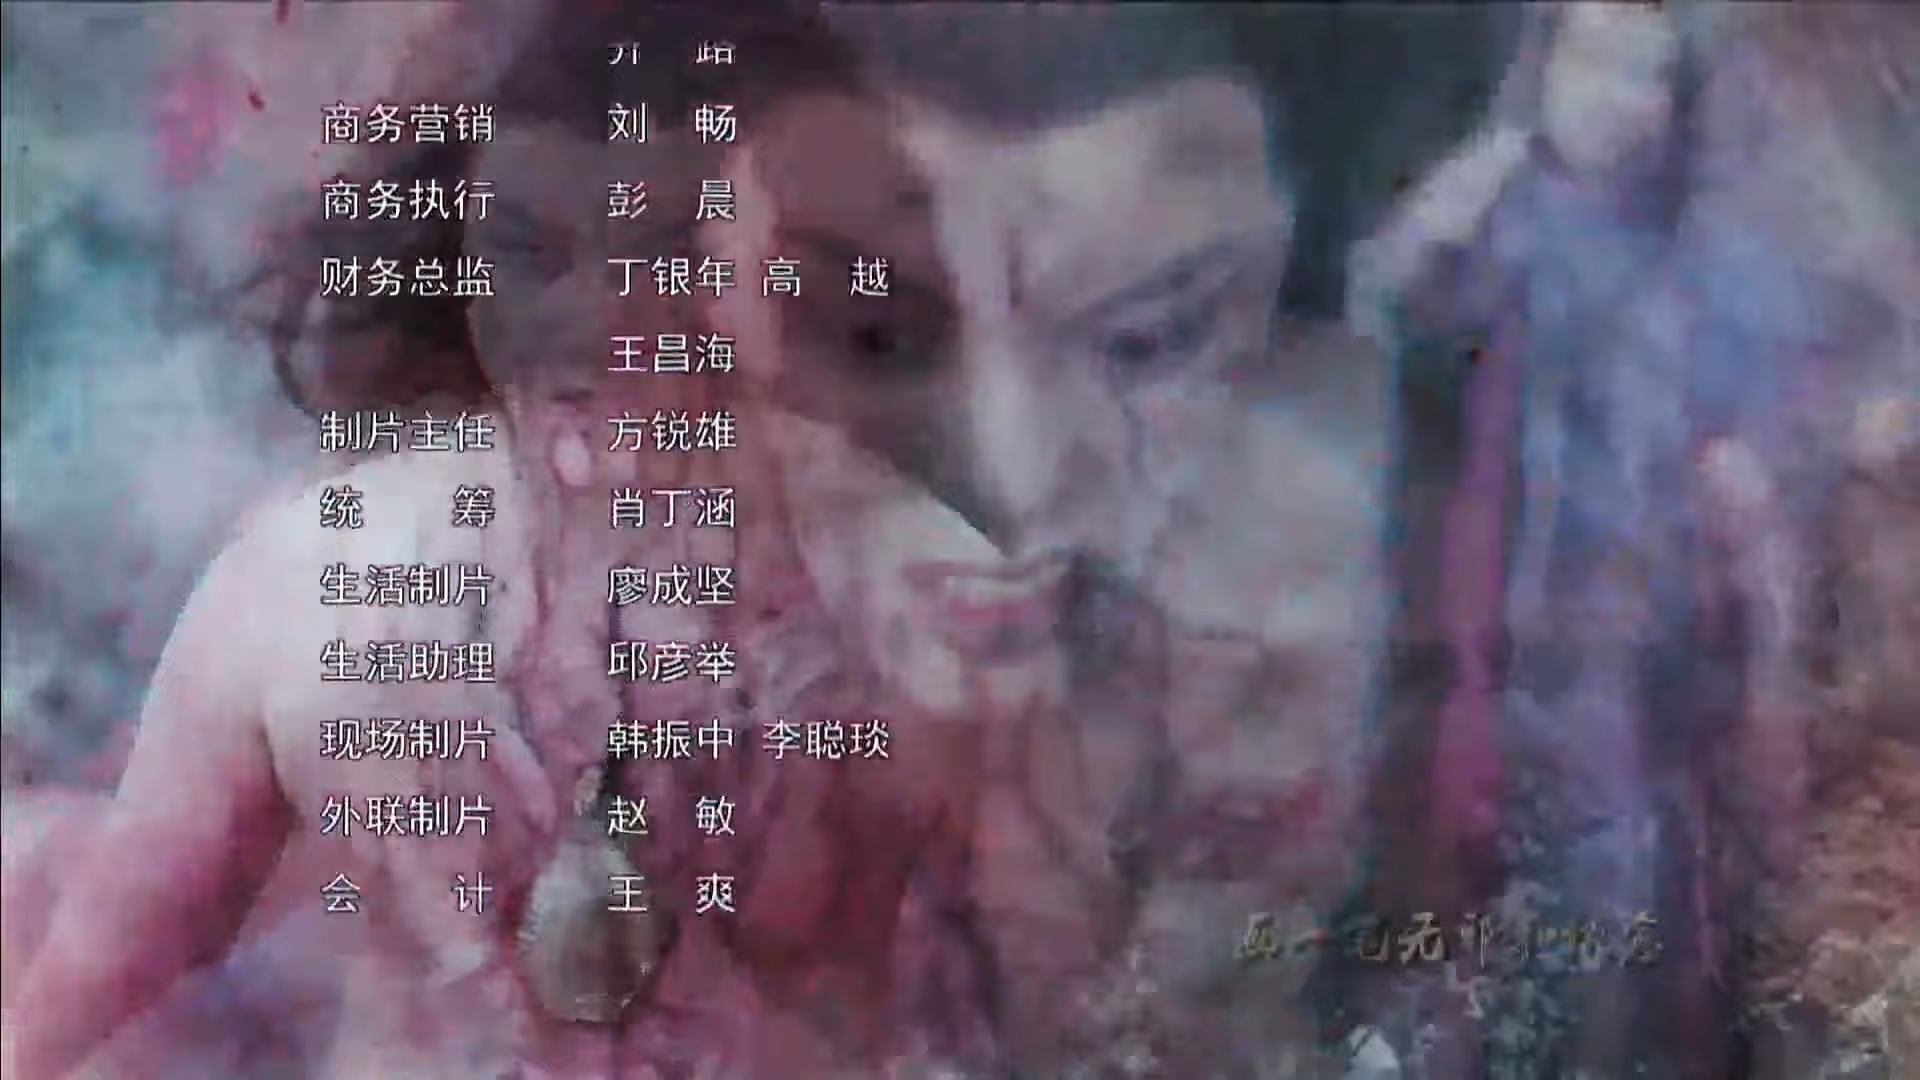 商务营销 刘 畅
商务执行 彭 晨
财务总监 丁银年 高 越
王昌海
制片主任 方锐雄
统 筹 肖丁涵
生活制片 廖成坚
生活助理 邱彦举
现场制片 韩振中 李聪琰
外联制片 赵 敏
会 计 王 爽